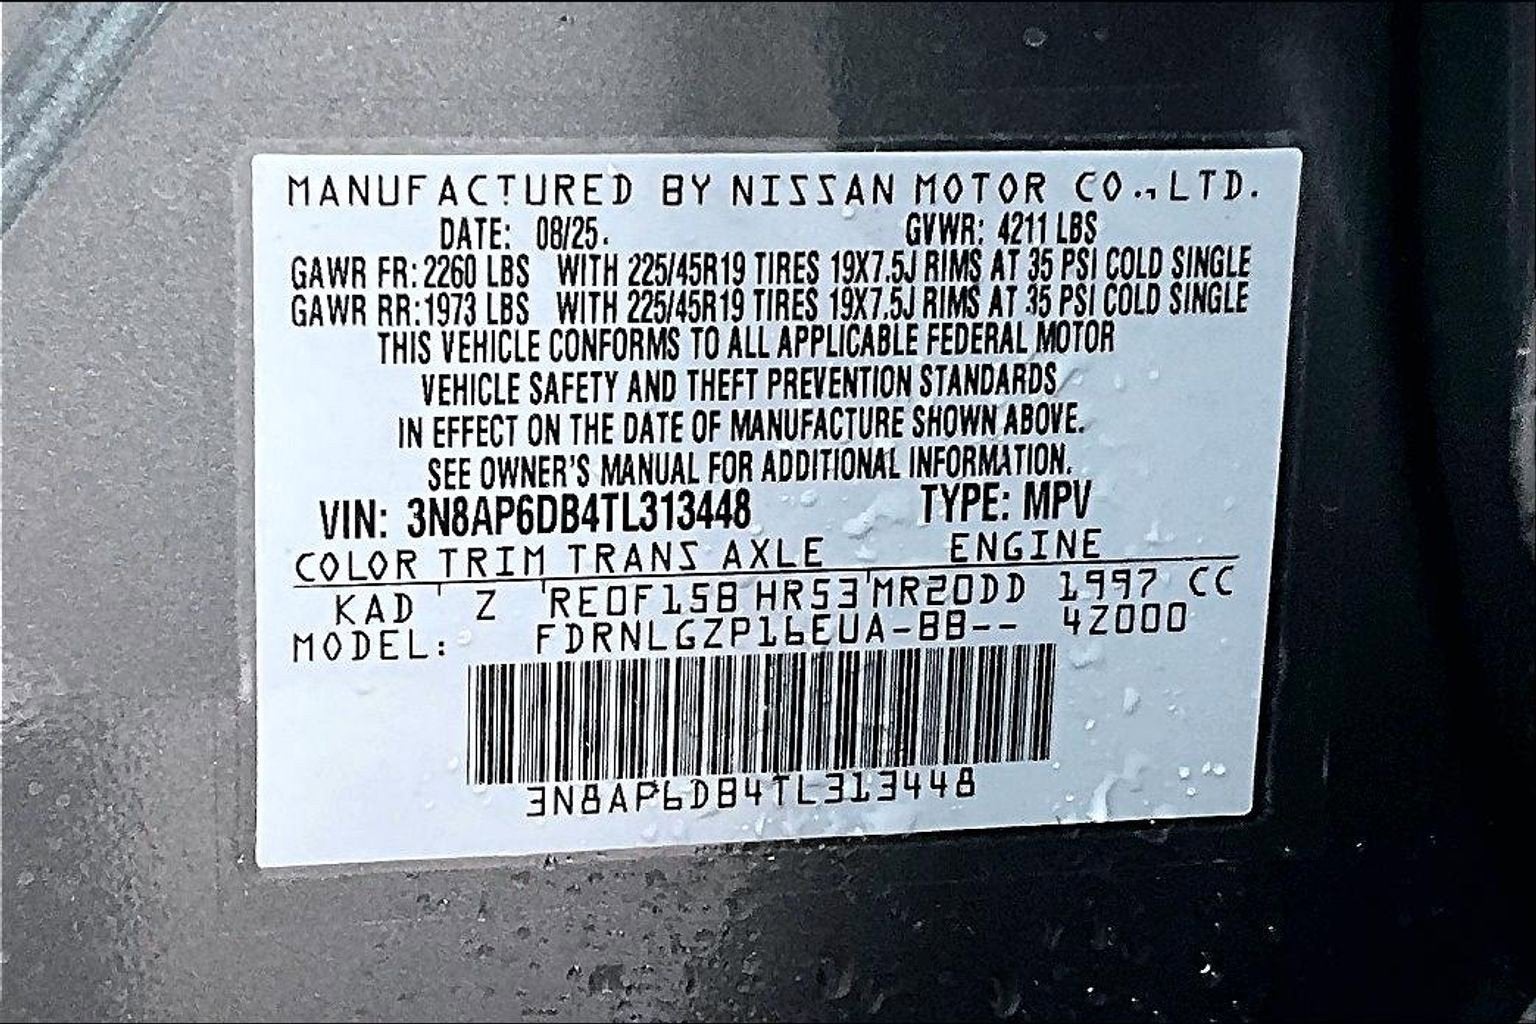 MANUFACTURED BY NISSAN MOTOR CO., LTD.
DATE: 08/25. GVWR: 4211 LBS
GAWR FR: 2260 LBS WITH 225/45R19 TIRES 19X7.5J RIMS AT 35 PSI COLD SINGLE
GAWR RR: 1973 LBS WITH 225/45R19 TIRES 19X7.5J RIMS AT 35 PSI COLD SINGLE
THIS VEHICLE CONFORMS TO ALL APPLICABLE FEDERAL MOTOR
VEHICLE SAFETY AND THEFT PREVENTION STANDARDS
IN EFFECT ON THE DATE OF MANUFACTURE SHOWN ABOVE.
SEE OWNER'S MANUAL FOR ADDITIONAL INFORMATION.
VIN: 3N8AP6DB4TL313448 TYPE: MPV
COLOR TRIM TRANS AXLE ENGINE
KAD Z RE0F15B HR53 MR20DD 1997 CC
MODEL: FDRNLGZP16EUA-BB-- 42000
3N8AP6DB4TL313448